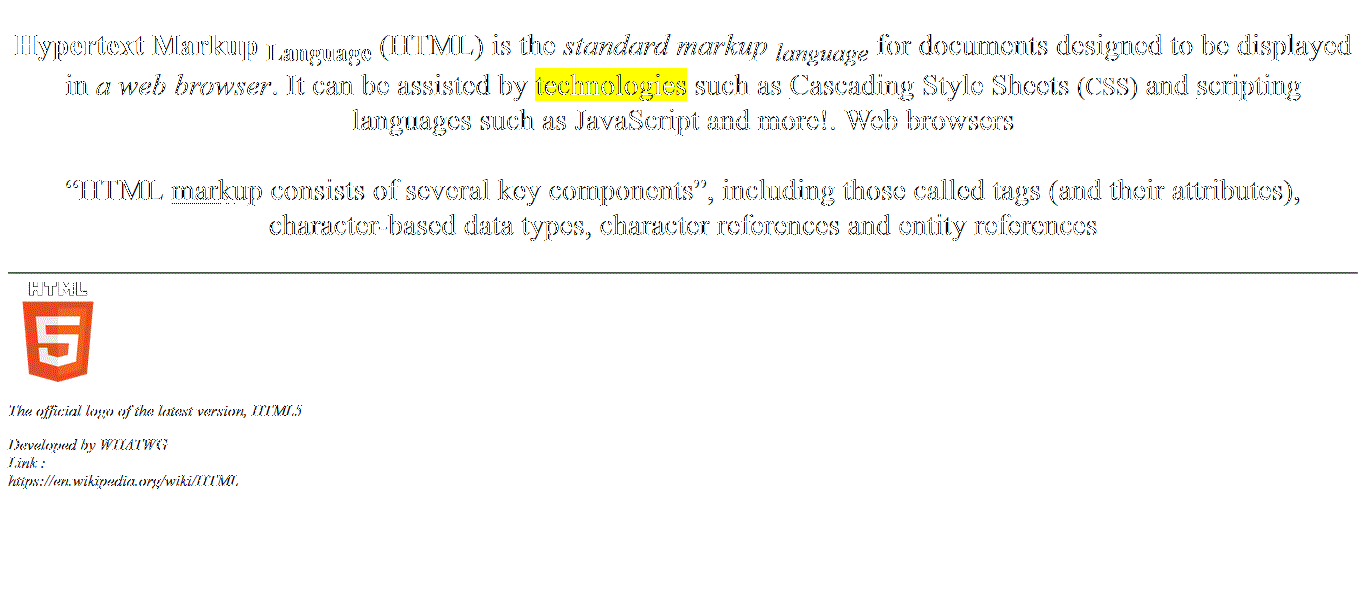 Hypertext Markup Language (HTML) is the standard markup language for documents designed to be displayed
in a web browser. It can be assisted by technologies such as Cascading Style Sheets (CSS) and scripting
languages such as JavaScript and more!. Web browsers
“HTML markup consists of several key components”, including those called tags (and their attributes),
character-based data types, character references and entity references
HTML
5
The official logo of the latest version, HTML5
Developed by WHATWG
Link :
https://en.wikipedia.org/wiki/HTML